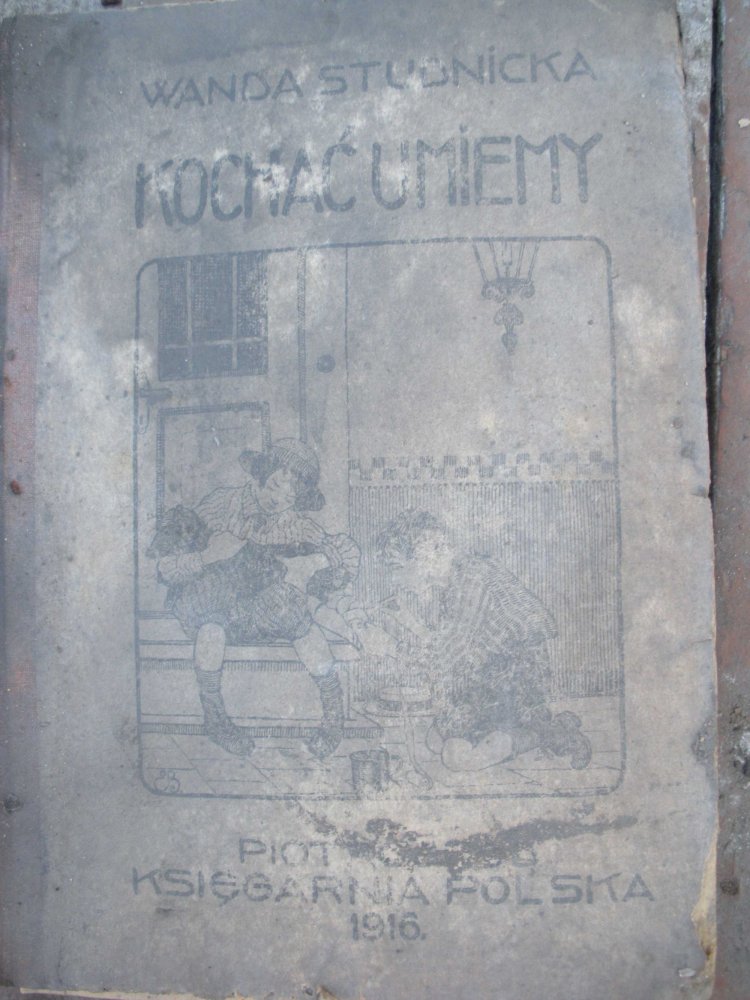 WANDA STUDNICKA
KOCHAĆ UMIEMY
KSIĘGARNIA POLSKA
1916.